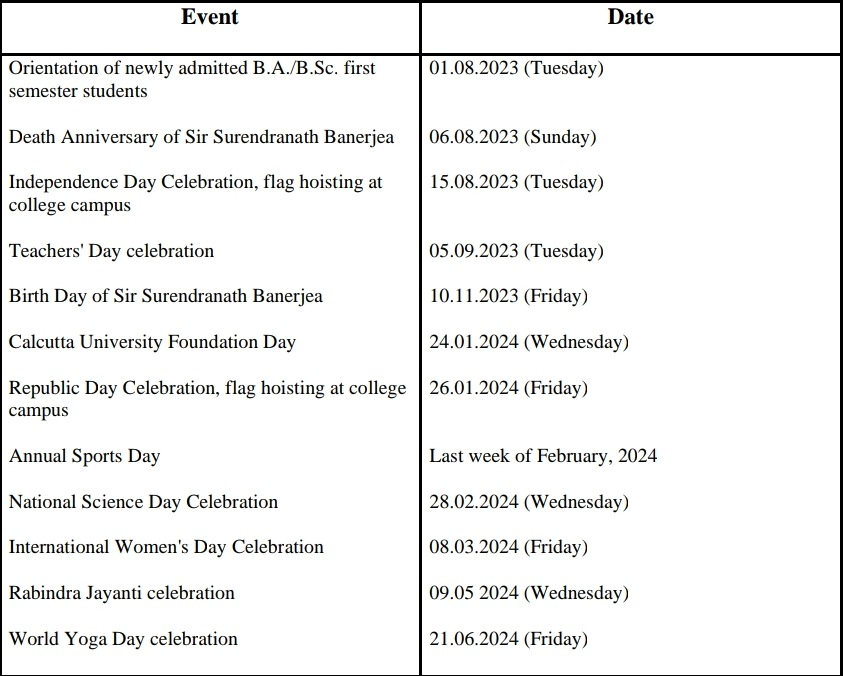 Event Date
Orientation of newly admitted B.A./B.Sc. first 01.08.2023 (Tuesday)
semester students
Death Anniversary of Sir Surendranath Banerjea 06.08.2023 (Sunday)
Independence Day Celebration, flag hoisting at 15.08.2023 (Tuesday)
college campus
Teachers' Day celebration 05.09.2023 (Tuesday)
Birth Day of Sir Surendranath Banerjea 10.11.2023 (Friday)
Calcutta University Foundation Day 24.01.2024 (Wednesday)
Republic Day Celebration, flag hoisting at college 26.01.2024 (Friday)
campus
Annual Sports Day Last week of February, 2024
National Science Day Celebration 28.02.2024 (Wednesday)
International Women's Day Celebration 08.03.2024 (Friday)
Rabindra Jayanti celebration 09.05 2024 (Wednesday)
World Yoga Day celebration 21.06.2024 (Friday)